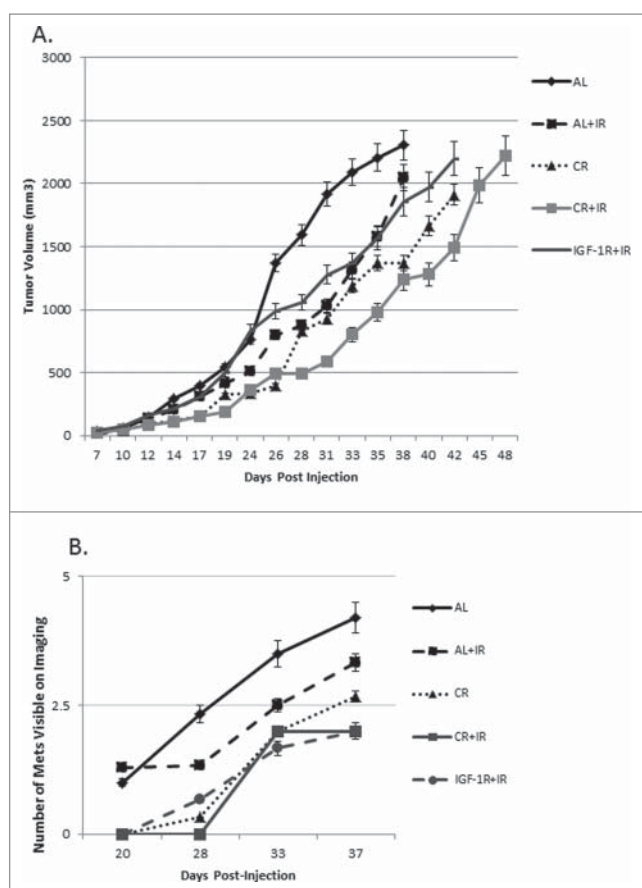 A.
Tumor Volume (mm3)
3000
2500
2000
1500
1000
500
0
7 10 12 14 17 19 24 26 28 31 33 35 38 40 42 45 48
Days Post Injection
AL
AL+IR
CR
CR+IR
IGF-1R+IR
B.
Number of Mets Visible on Imaging
5
2.5
0
20 28 33 37
Days Post-Injection
AL
AL+IR
CR
CR+IR
IGF-1R+IR